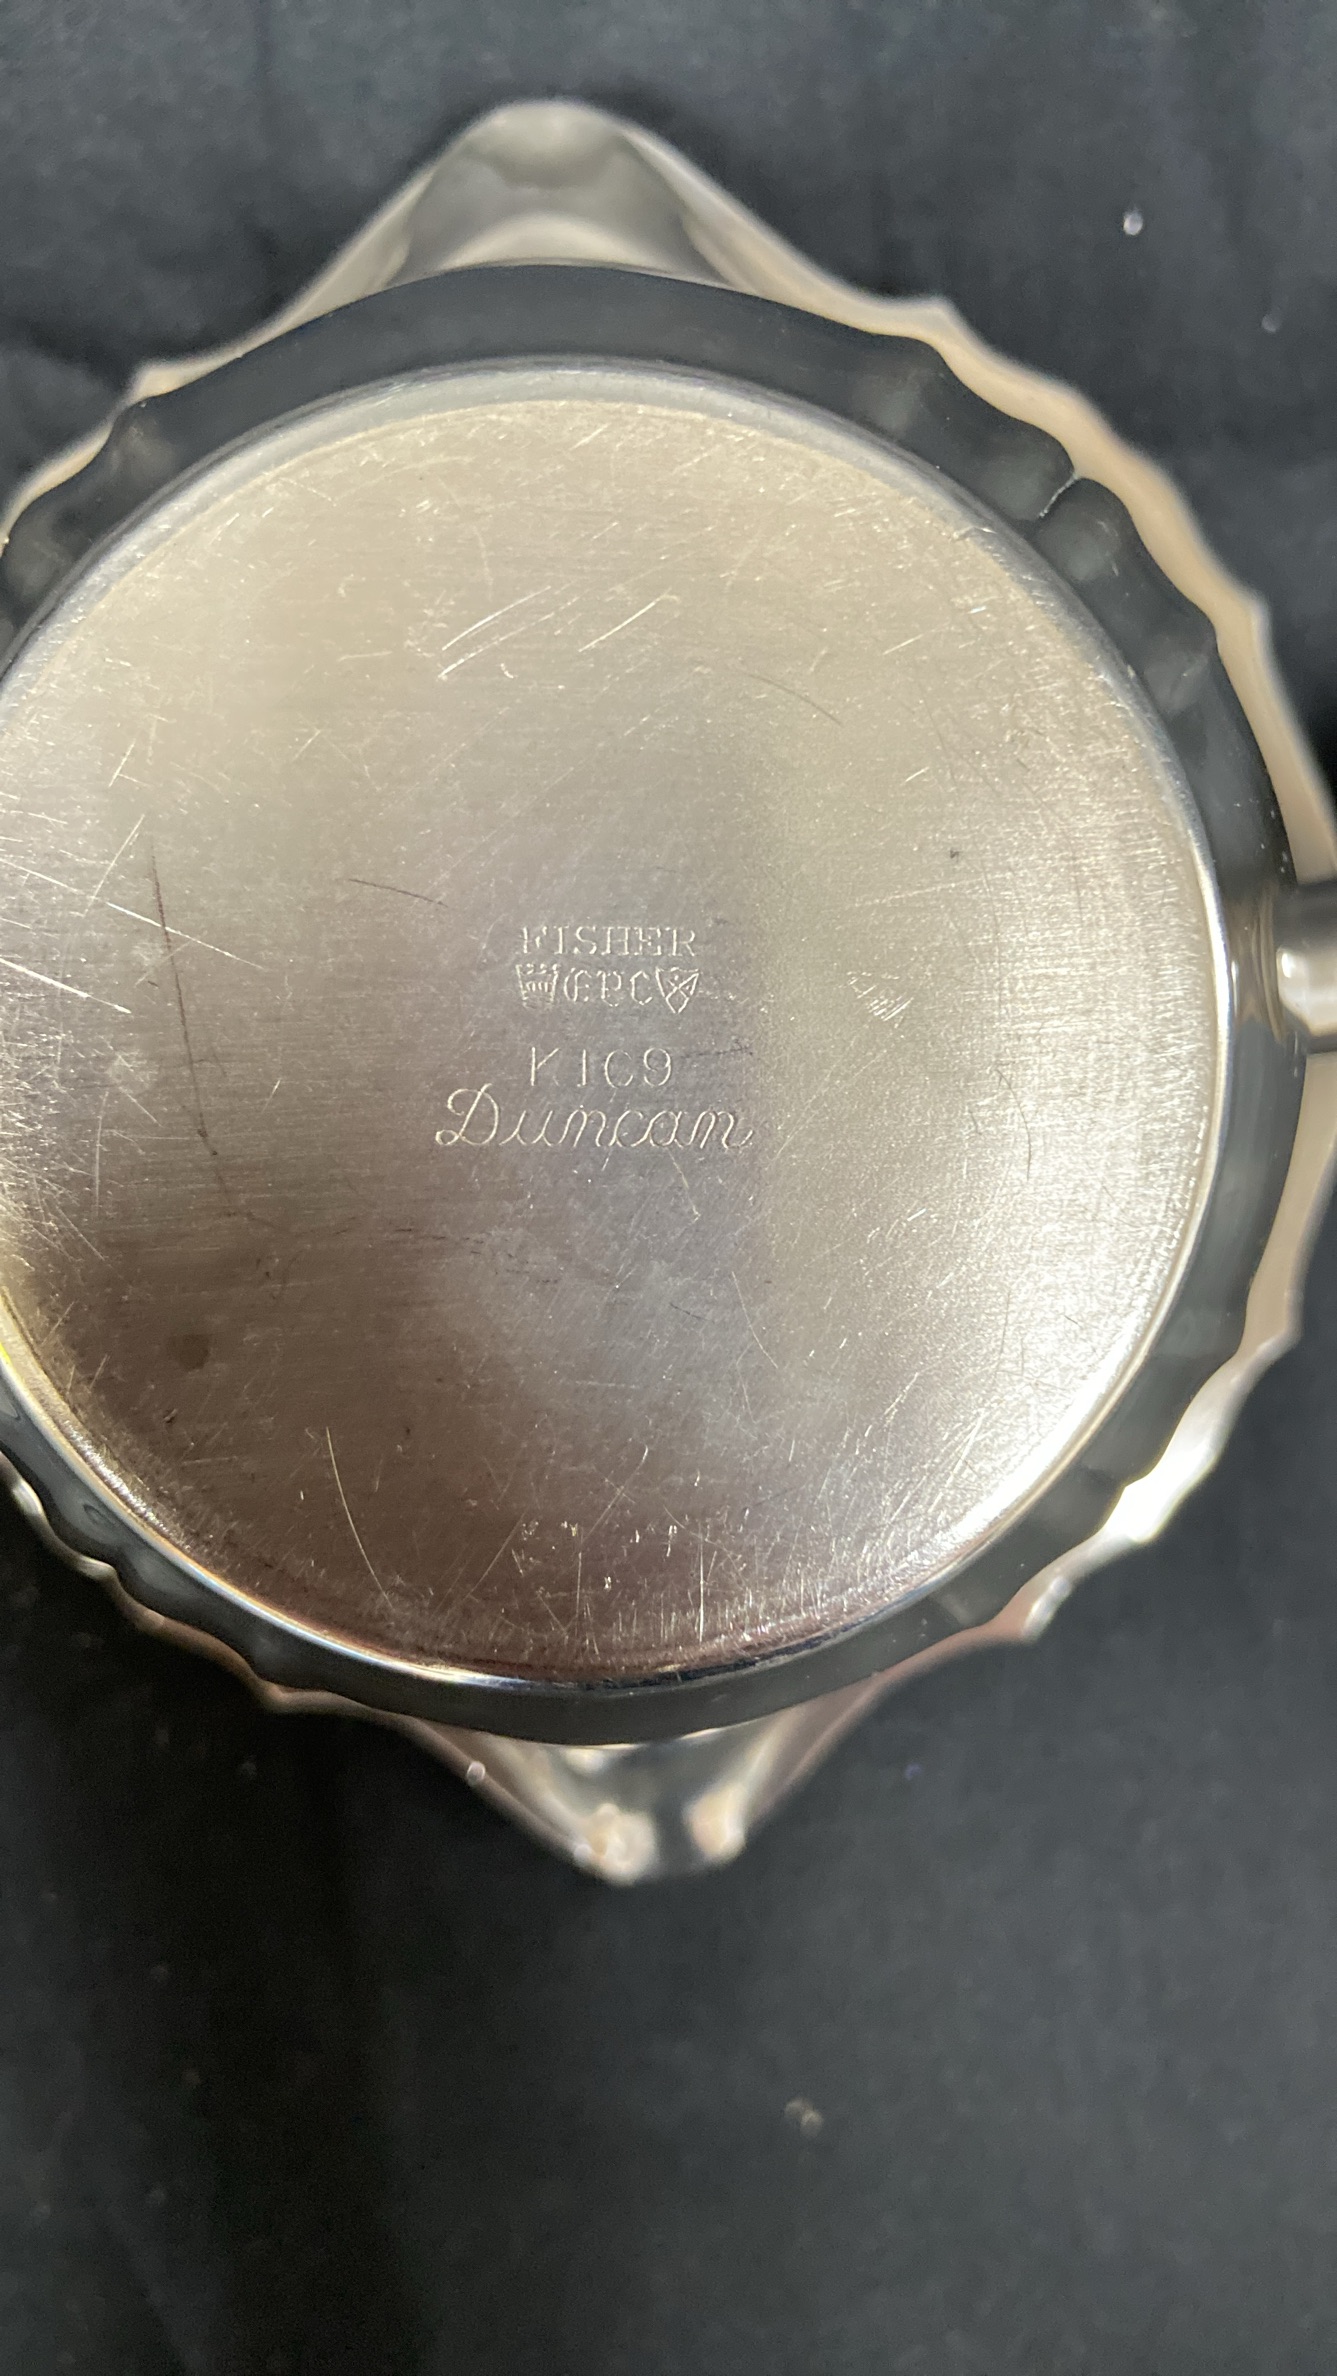 FISHER
EPC
K109
Duncan